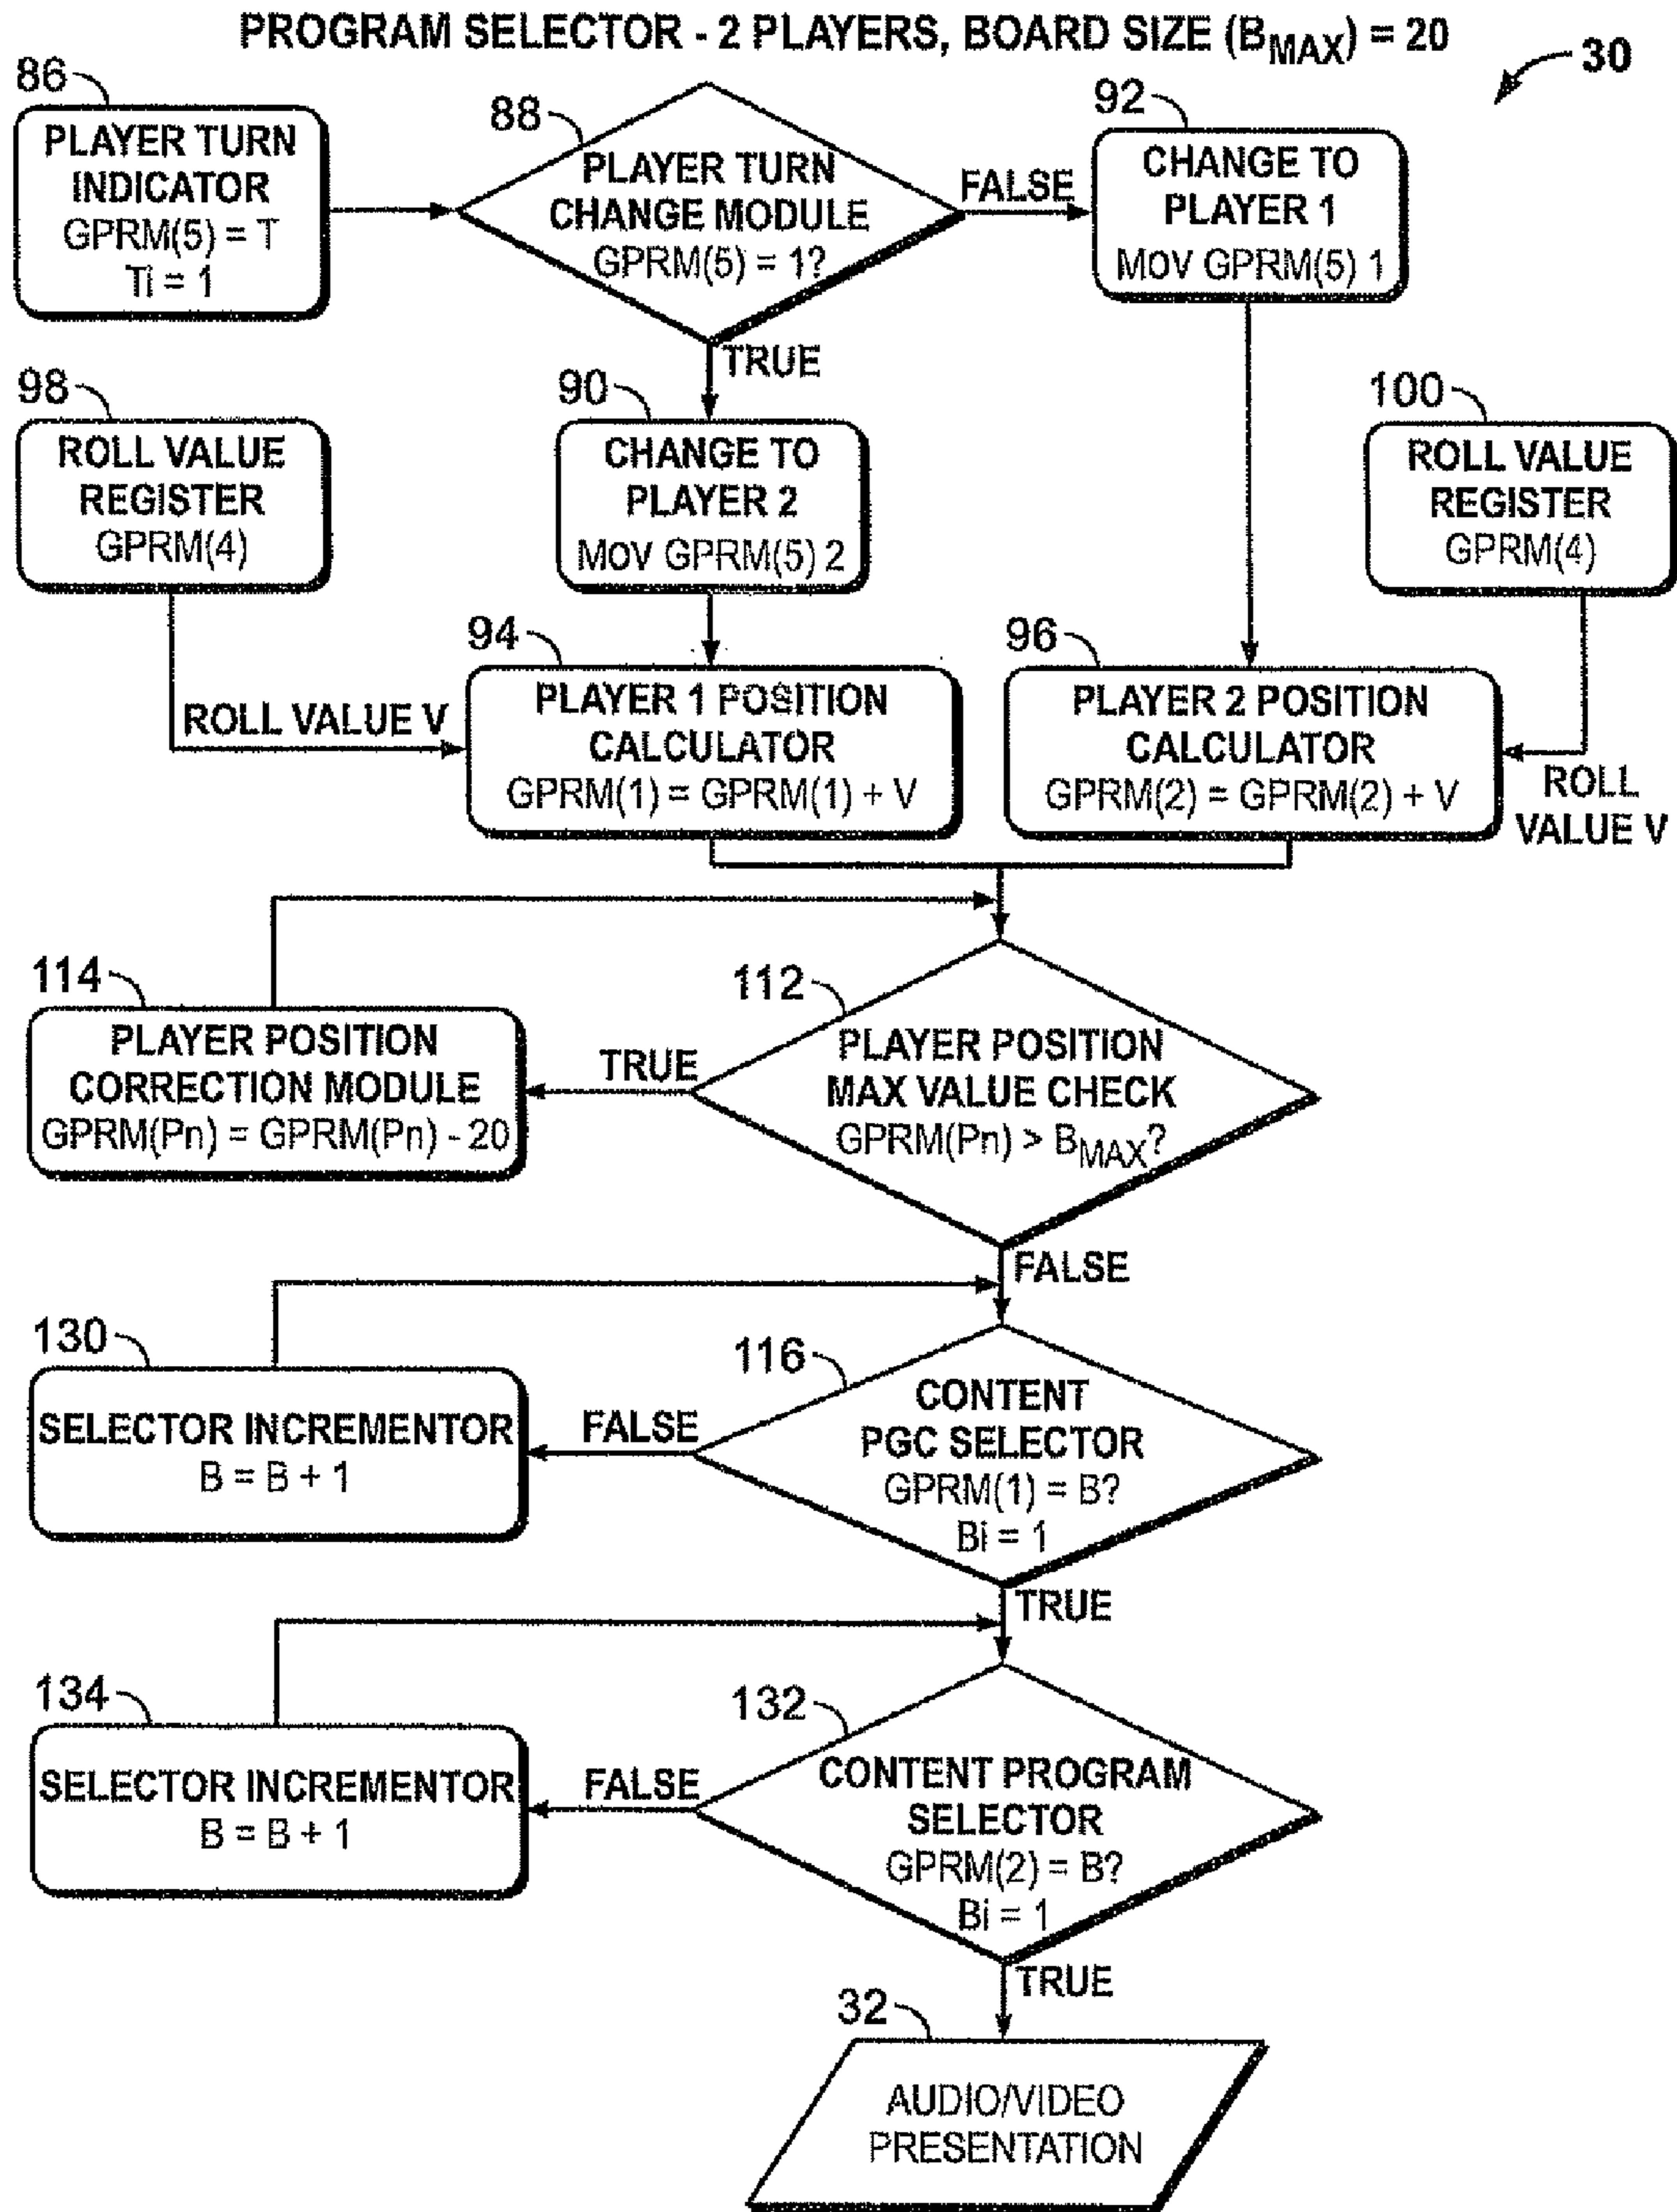 PROGRAM SELECTOR - 2 PLAYERS, BOARD SIZE (BMAX) = 20
30
86
PLAYER TURN
INDICATOR
GPRM(5) = T
Ti = 1
88
PLAYER TURN
CHANGE MODULE
GPRM(5) = 1?
FALSE
92
CHANGE TO
PLAYER 1
MOV GPRM(5) 1
TRUE
98
ROLL VALUE
REGISTER
GPRM(4)
90
CHANGE TO
PLAYER 2
MOV GPRM(5) 2
100
ROLL VALUE
REGISTER
GPRM(4)
ROLL VALUE V
94
PLAYER 1 POSITION
CALCULATOR
GPRM(1) = GPRM(1) + V
96
PLAYER 2 POSITION
CALCULATOR
GPRM(2) = GPRM(2) + V
ROLL
VALUE V
114
PLAYER POSITION
CORRECTION MODULE
GPRM(Pn) = GPRM(Pn) - 20
TRUE
112
PLAYER POSITION
MAX VALUE CHECK
GPRM(Pn) > BMAX?
FALSE
130
SELECTOR INCREMENTOR
B = B + 1
FALSE
116
CONTENT
PGC SELECTOR
GPRM(1) = B?
Bi = 1
TRUE
134
SELECTOR INCREMENTOR
B = B + 1
FALSE
132
CONTENT PROGRAM
SELECTOR
GPRM(2) = B?
Bi = 1
TRUE
32
AUDIO/VIDEO
PRESENTATION